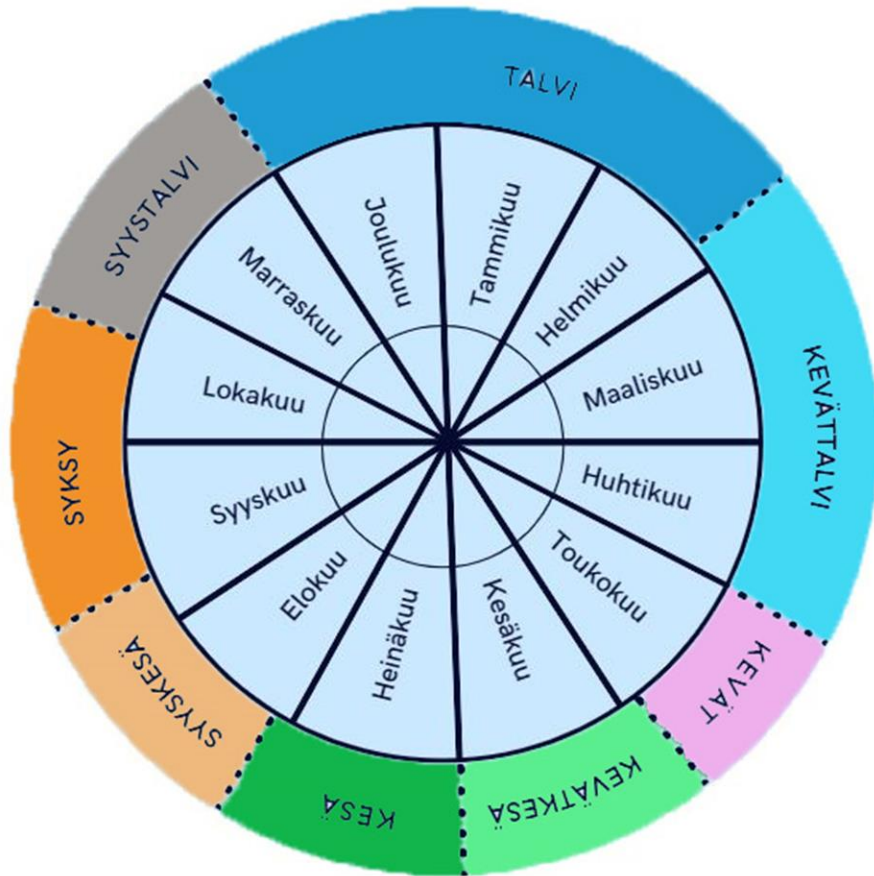 TALVI
KEVÄTTALVI
KEVÄT
KEVÄTKESÄ
KESÄ
SYYSKESÄ
SYKSY
SYYSTALVI
Tammikuu
Helmikuu
Maaliskuu
Huhtikuu
Toukokuu
Kesäkuu
Heinäkuu
Elokuu
Syyskuu
Lokakuu
Marraskuu
Joulukuu